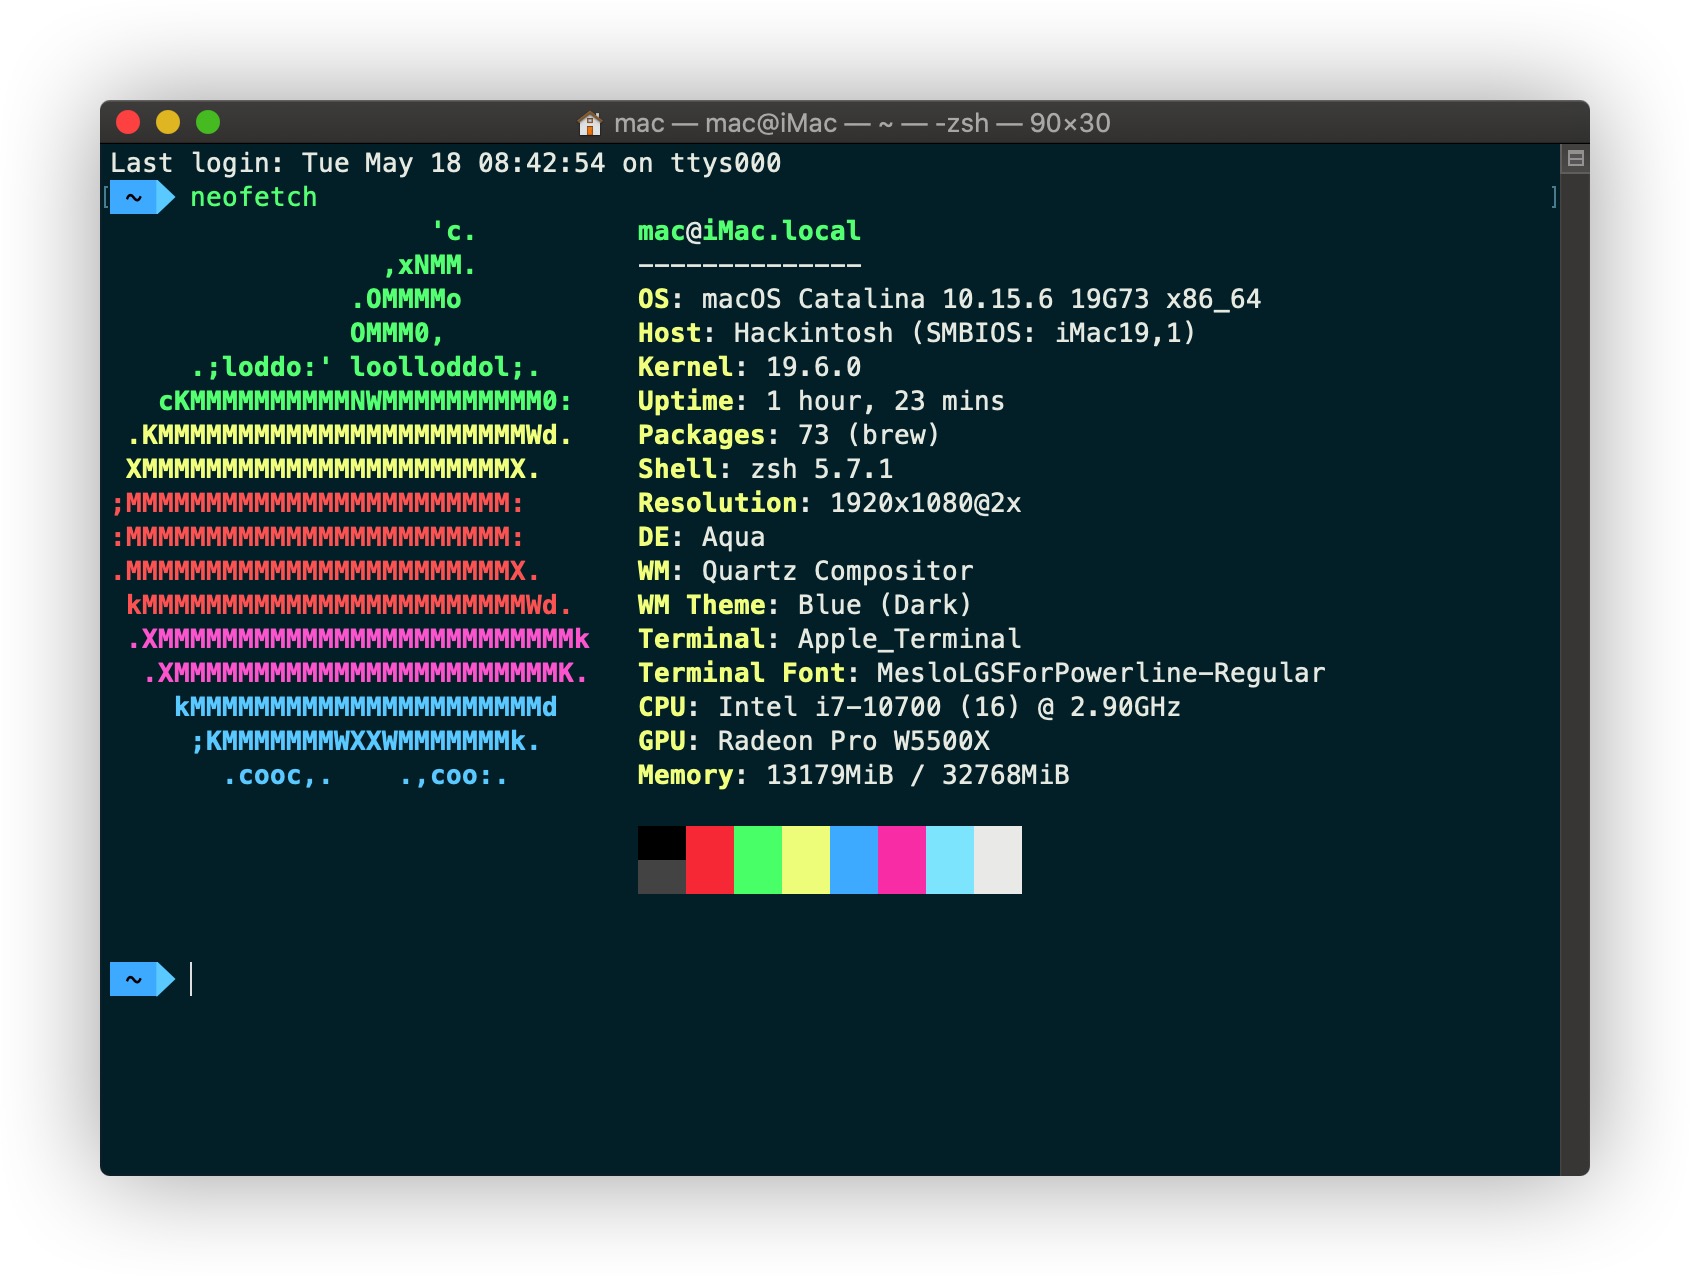 mac — mac@iMac — ~ — -zsh — 90×30
Last login: Tue May 18 08:42:54 on ttys000
~ neofetch
                    'c.          mac@iMac.local
                 ,xNMM.          --------------
               .OMMMMo           OS: macOS Catalina 10.15.6 19G73 x86_64
               OMMM0,            Host: Hackintosh (SMBIOS: iMac19,1)
     .;loddo:' loolloddol;.      Kernel: 19.6.0
   cKMMMMMMMMMMNWMMMMMMMMMM0:    Uptime: 1 hour, 23 mins
 .KMMMMMMMMMMMMMMMMMMMMMMMWd.    Packages: 73 (brew)
 XMMMMMMMMMMMMMMMMMMMMMMMX.      Shell: zsh 5.7.1
;MMMMMMMMMMMMMMMMMMMMMMMM:       Resolution: 1920x1080@2x
:MMMMMMMMMMMMMMMMMMMMMMMM:       DE: Aqua
.MMMMMMMMMMMMMMMMMMMMMMMMX.      WM: Quartz Compositor
 kMMMMMMMMMMMMMMMMMMMMMMMMWd.    WM Theme: Blue (Dark)
 .XMMMMMMMMMMMMMMMMMMMMMMMMMMk   Terminal: Apple_Terminal
  .XMMMMMMMMMMMMMMMMMMMMMMMMK.   Terminal Font: MesloLGSForPowerline-Regular
    kMMMMMMMMMMMMMMMMMMMMMMd     CPU: Intel i7-10700 (16) @ 2.90GHz
     ;KMMMMMMMWXXWMMMMMMMk.      GPU: Radeon Pro W5500X
       .cooc,.    .,coo:.        Memory: 13179MiB / 32768MiB
~